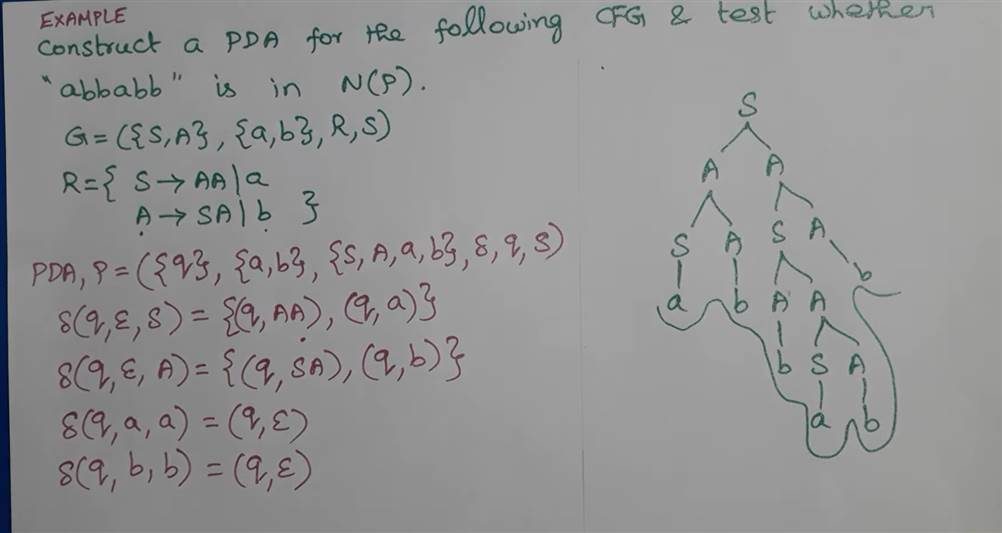 EXAMPLE
Construct a PDA for the following CFG & test whether
"abbabb" is in N(P).
G=({S,A}, {a,b}, R, S)
R={ S→AA|a
A→SA|b }
PDA, P=({q}, {a,b}, {S, A, a, b}, δ, q, S)
δ(q,ε,S)={(q,AA), (q,a)}
δ(q,ε,A)={(q,SA), (q,b)}
δ(q,a,a)=(q,ε)
δ(q,b,b)=(q,ε)
S
A A
S A S A
a b A A b
b S A
a b